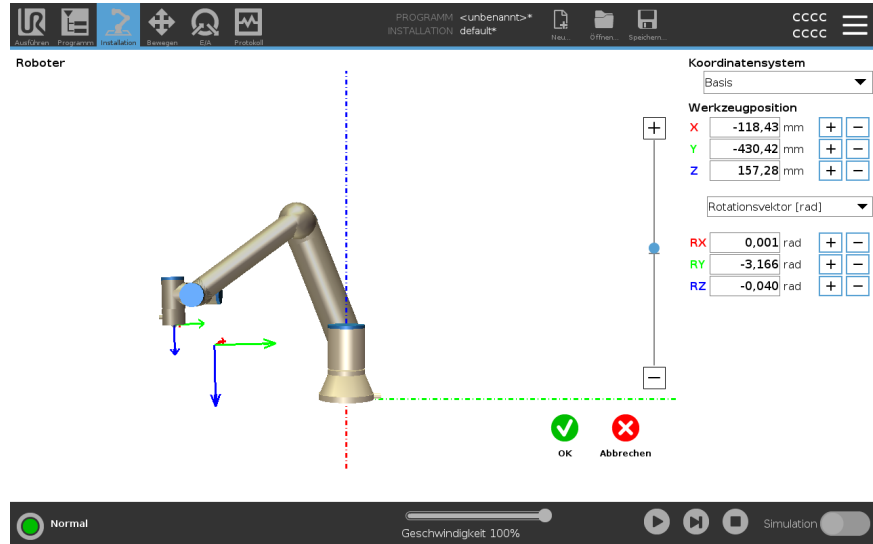 PROGRAMM <unbenannt>*
INSTALLATION default*
cccc
cccc
Ausführen Programm Installation Bewegen E/A Protokoll Neu... Öffnen... Speichern...
Roboter
Koordinatensystem
Basis
Werkzeugposition
X -118,43 mm + −
Y -430,42 mm + −
Z 157,28 mm + −
Rotationsvektor [rad]
RX 0,001 rad + −
RY -3,166 rad + −
RZ -0,040 rad + −
OK Abbrechen
Normal
Geschwindigkeit 100%
Simulation